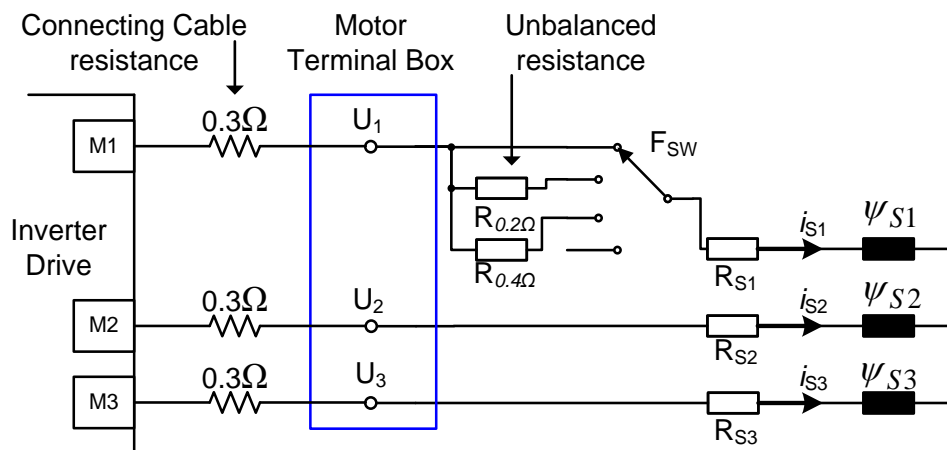 Connecting Cable
resistance
Motor
Terminal Box
Unbalanced
resistance
0.3Ω
U1
M1
FSW
R0.2Ω
R0.4Ω
Inverter
Drive
RS1
iS1
ψS1
0.3Ω
U2
M2
RS2
iS2
ψS2
0.3Ω
U3
M3
RS3
iS3
ψS3